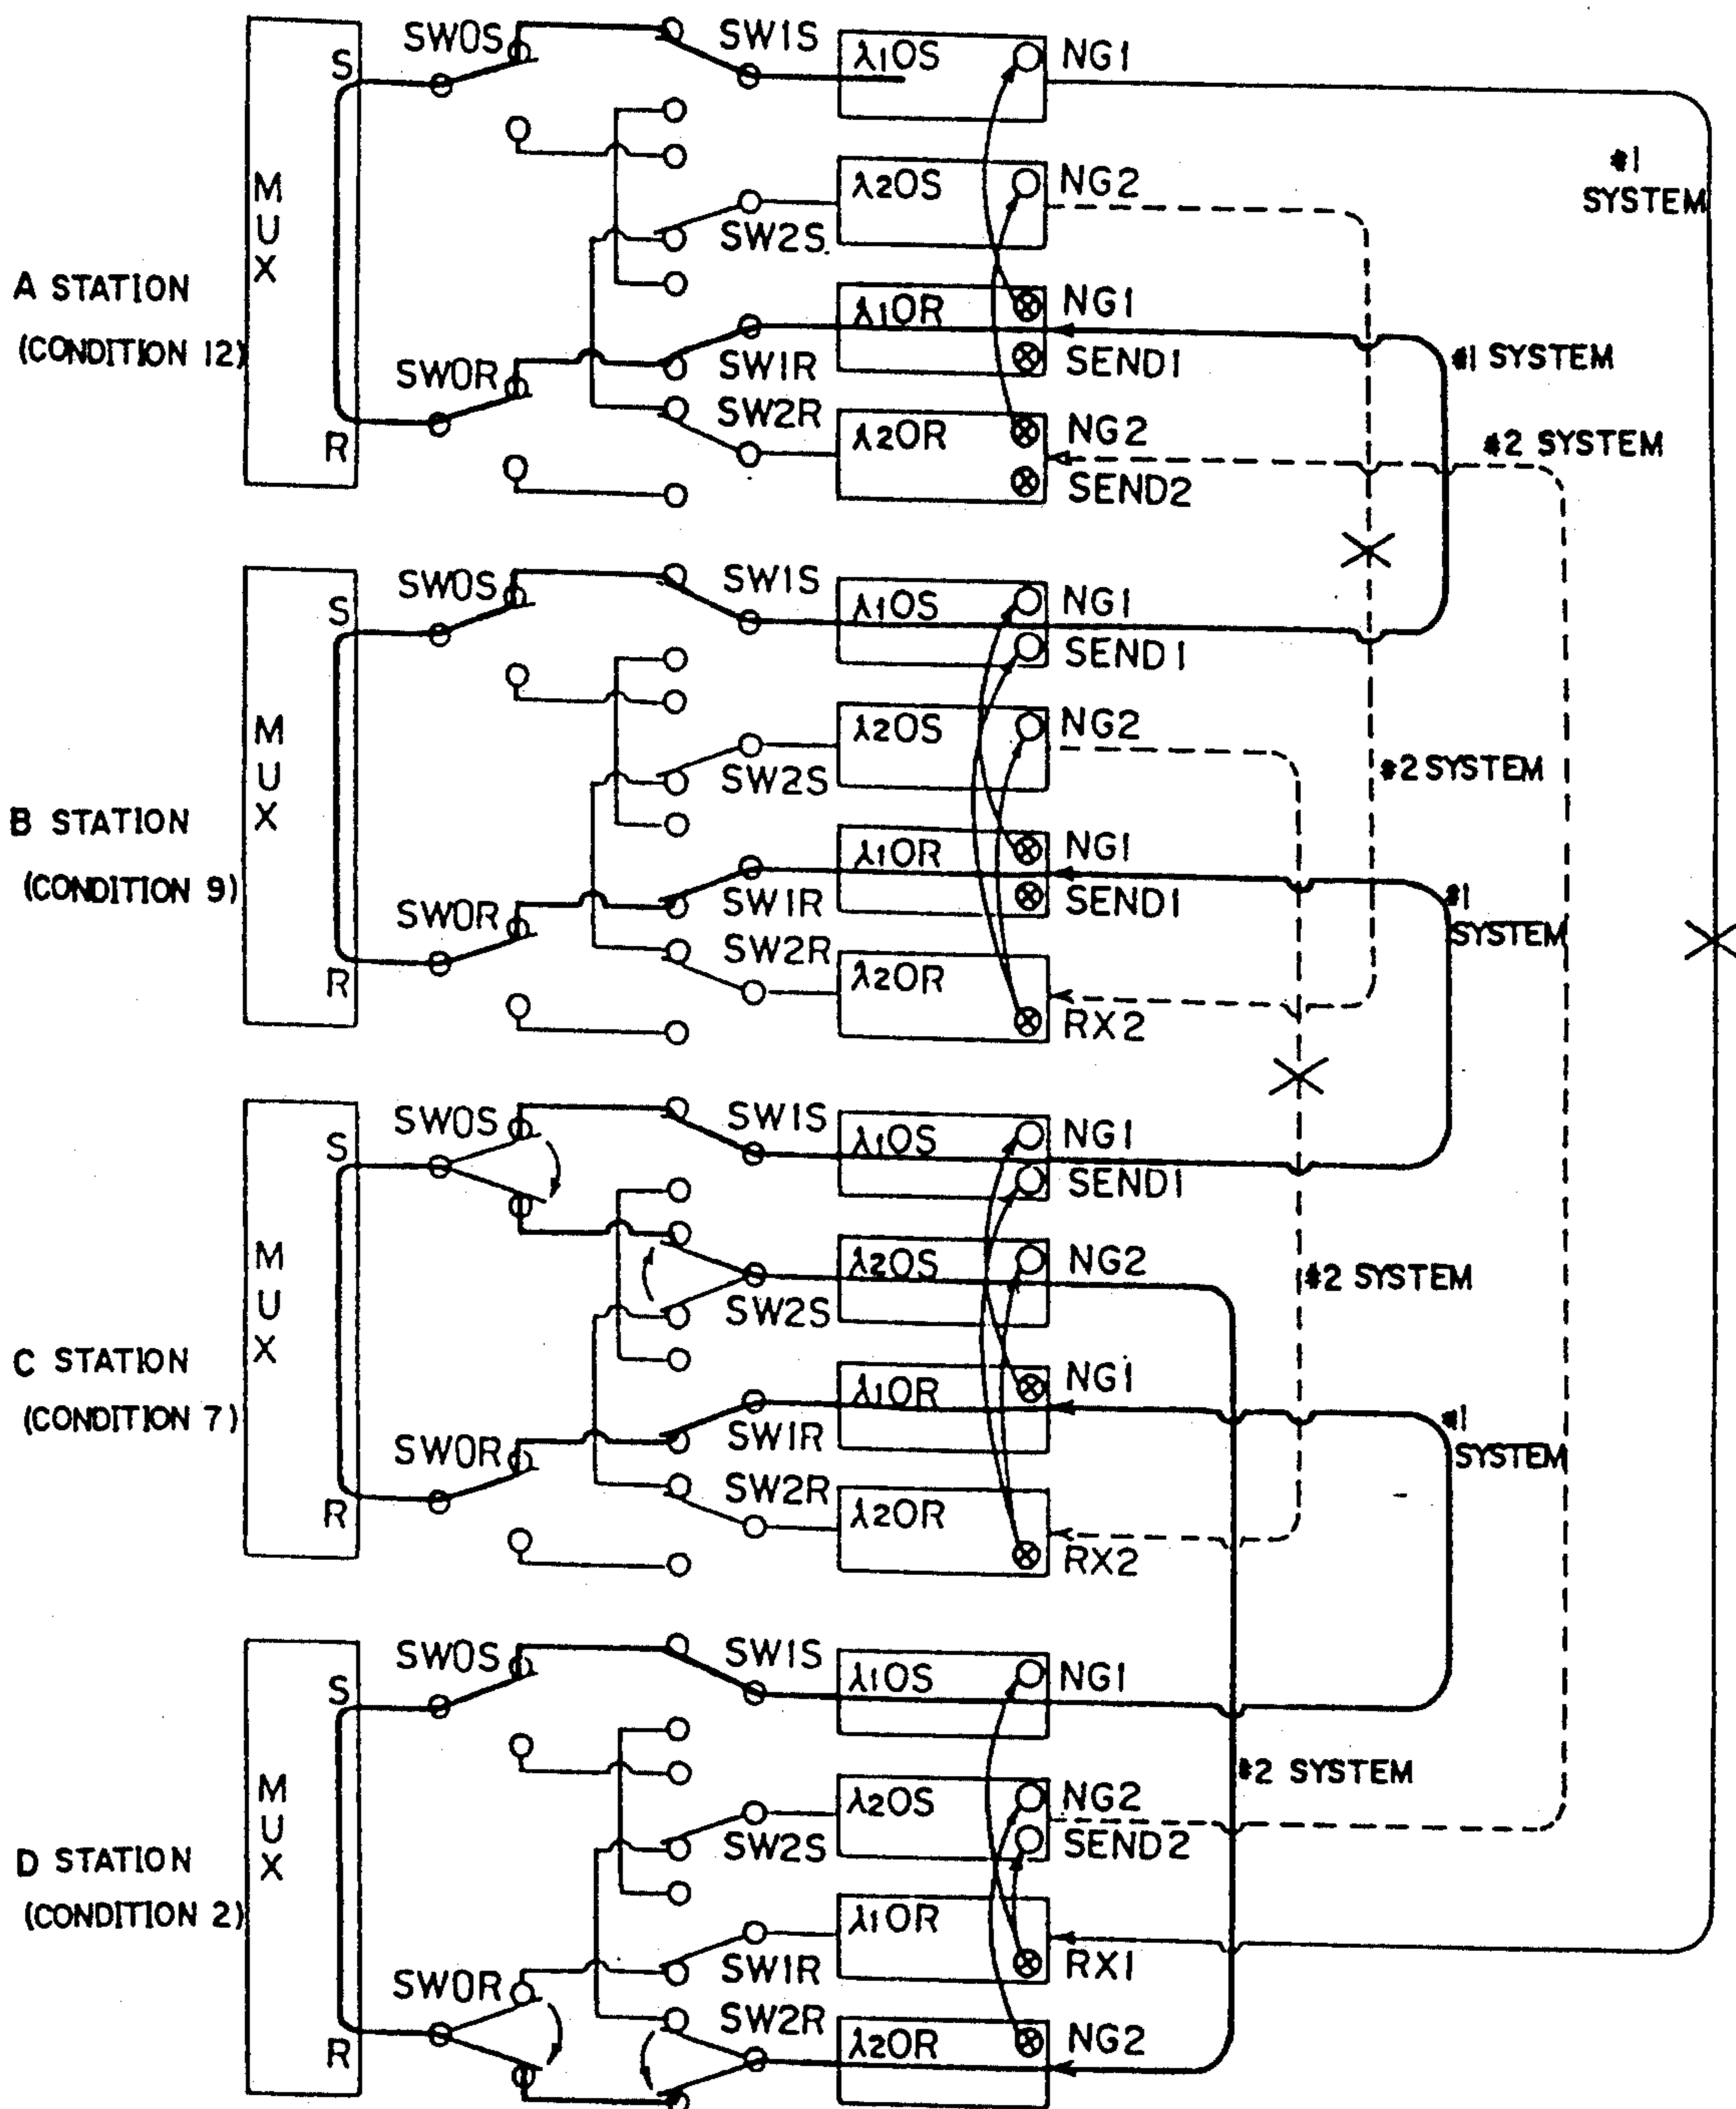 A STATION
(CONDITION 12)
MUX
S
R
SW0S
SW1S
SW2S
SW0R
SW1R
SW2R
λ1OS
NG1
λ2OS
NG2
λ1OR
NG1
SEND1
λ2OR
NG2
SEND2
#1
SYSTEM
#1 SYSTEM
#2 SYSTEM
B STATION
(CONDITION 9)
MUX
S
R
SW0S
SW1S
SW2S
SW0R
SW1R
SW2R
λ1OS
NG1
SEND1
λ2OS
NG2
λ1OR
NG1
SEND1
λ2OR
RX2
#2 SYSTEM
#1
SYSTEM
C STATION
(CONDITION 7)
MUX
S
R
SW0S
SW1S
SW2S
SW0R
SW1R
SW2R
λ1OS
NG1
SEND1
λ2OS
NG2
λ1OR
NG1
λ2OR
RX2
#2 SYSTEM
#1
SYSTEM
D STATION
(CONDITION 2)
MUX
S
R
SW0S
SW1S
SW2S
SW0R
SW1R
SW2R
λ1OS
NG1
λ2OS
NG2
SEND2
λ1OR
RX1
λ2OR
NG2
#2 SYSTEM